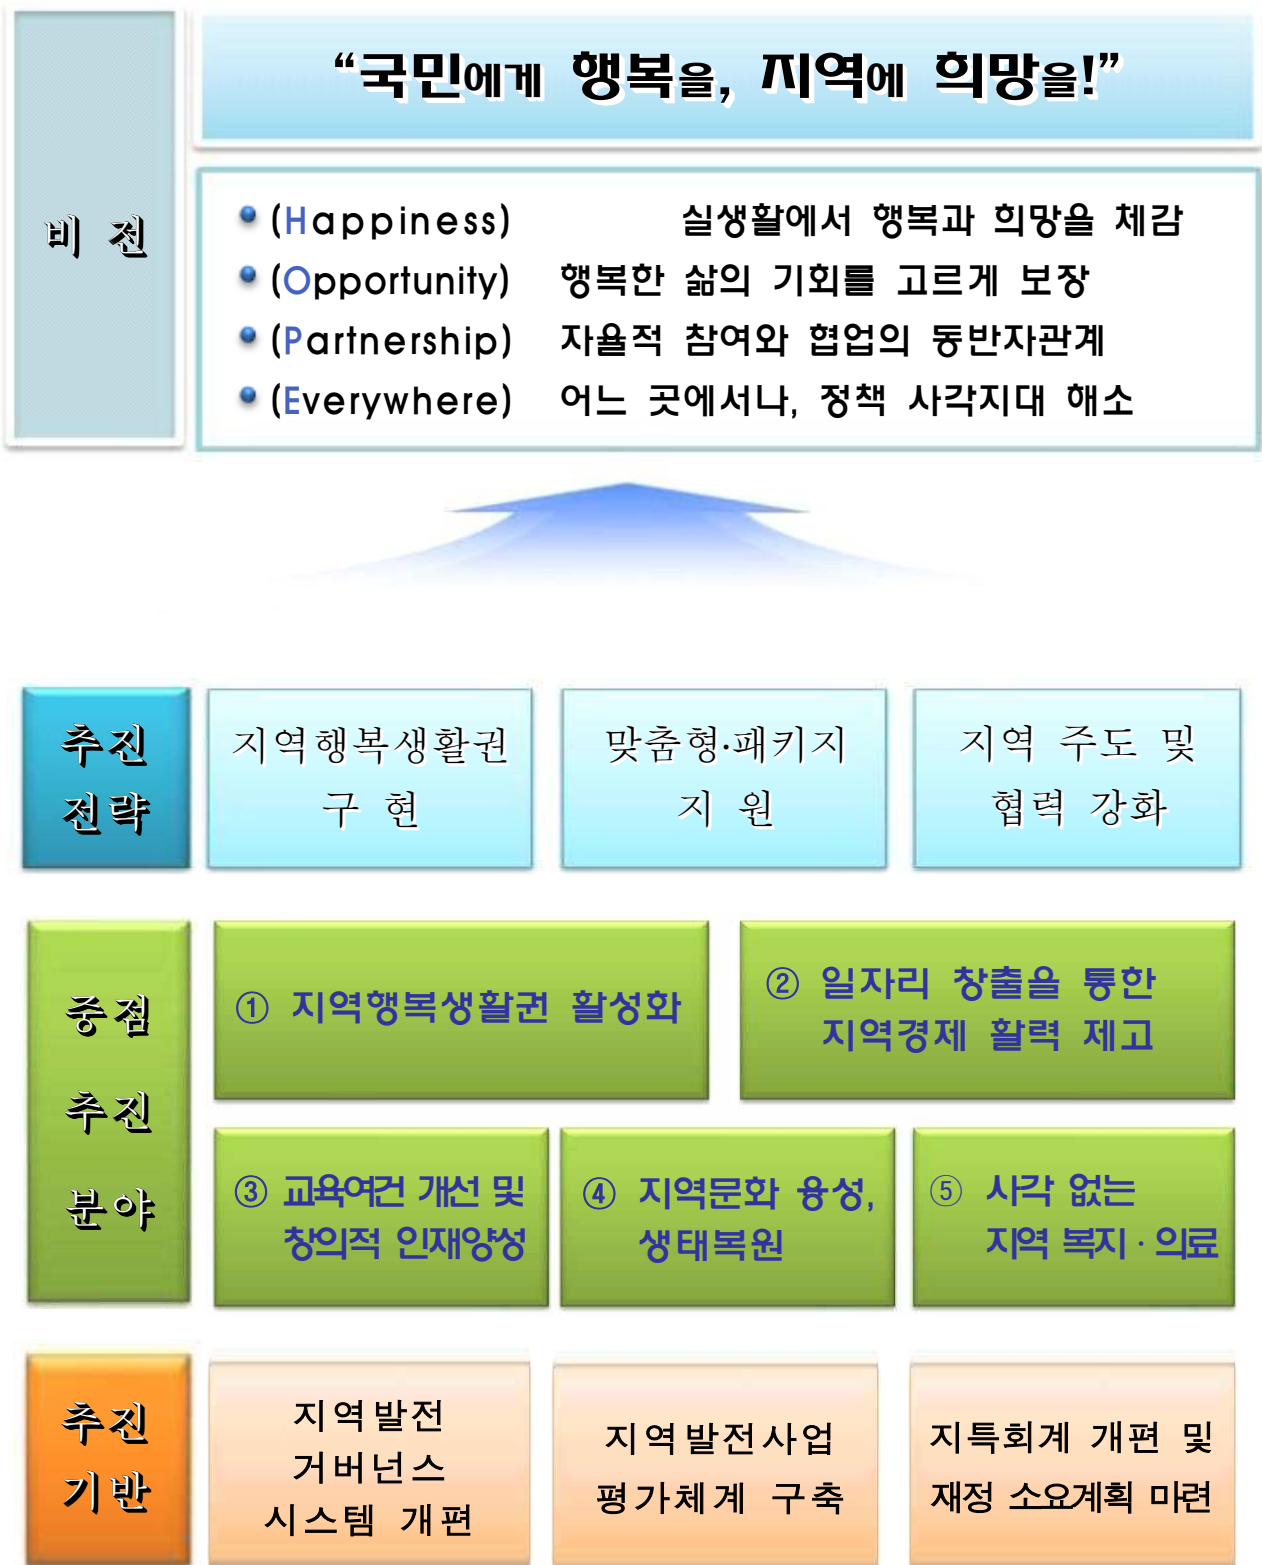 비 전
“국민에게 행복을, 지역에 희망을!”
(Happiness) 실생활에서 행복과 희망을 체감
(Opportunity) 행복한 삶의 기회를 고르게 보장
(Partnership) 자율적 참여와 협업의 동반자관계
(Everywhere) 어느 곳에서나, 정책 사각지대 해소
추진
전략
지역행복생활권
구 현
맞춤형·패키지
지 원
지역 주도 및
협력 강화
중점
추진
분야
① 지역행복생활권 활성화
② 일자리 창출을 통한
지역경제 활력 제고
③ 교육여건 개선 및
창의적 인재양성
④ 지역문화 융성,
생태복원
⑤ 사각 없는
지역 복지·의료
추진
기반
지역발전
거버넌스
시스템 개편
지역발전사업
평가체계 구축
지특회계 개편 및
재정 소요계획 마련